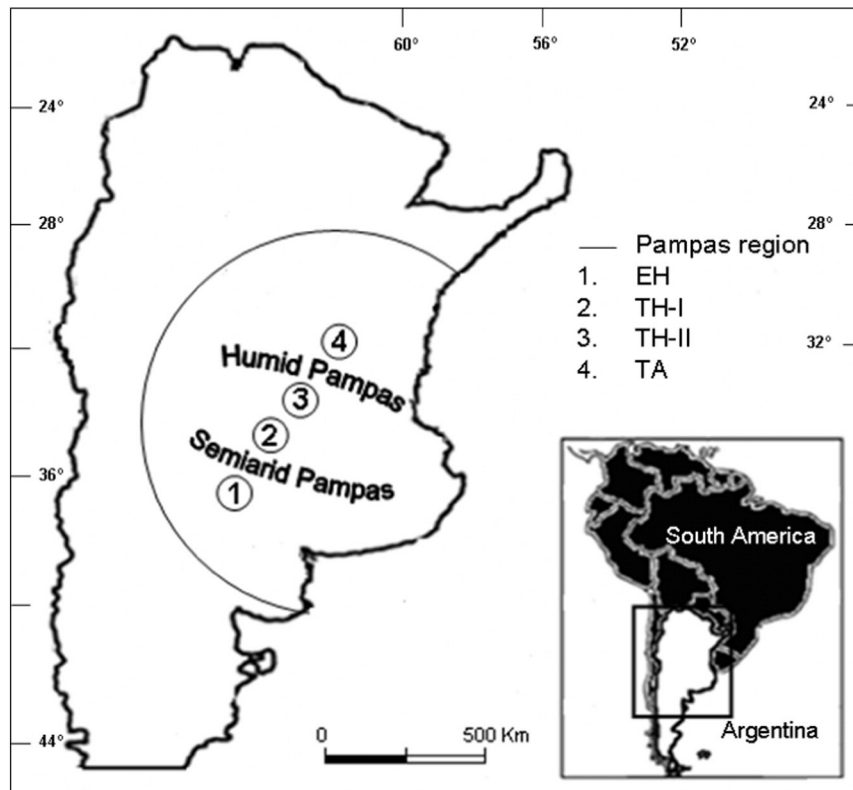 60°
56°
52°
24°
24°
28°
28°
Pampas region
1. EH
2. TH-I
3. TH-II
4. TA
4
Humid Pampas
32°
3
2
Semiarid Pampas
36°
1
South America
0
500 Km
Argentina
44°